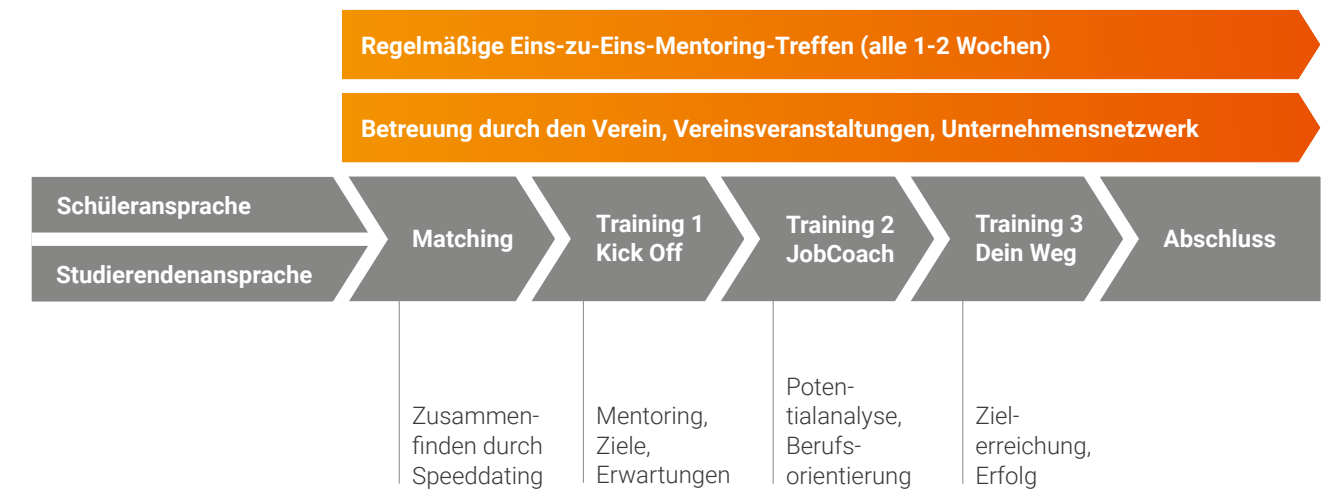 Regelmäßige Eins-zu-Eins-Mentoring-Treffen (alle 1-2 Wochen)
Betreuung durch den Verein, Vereinsveranstaltungen, Unternehmensnetzwerk
Schüleransprache
Studierendenansprache
Matching
Training 1
Kick Off
Training 2
JobCoach
Training 3
Dein Weg
Abschluss
Zusammen-
finden durch
Speeddating
Mentoring,
Ziele,
Erwartungen
Poten-
tialanalyse,
Berufs-
orientierung
Ziel-
erreichung,
Erfolg